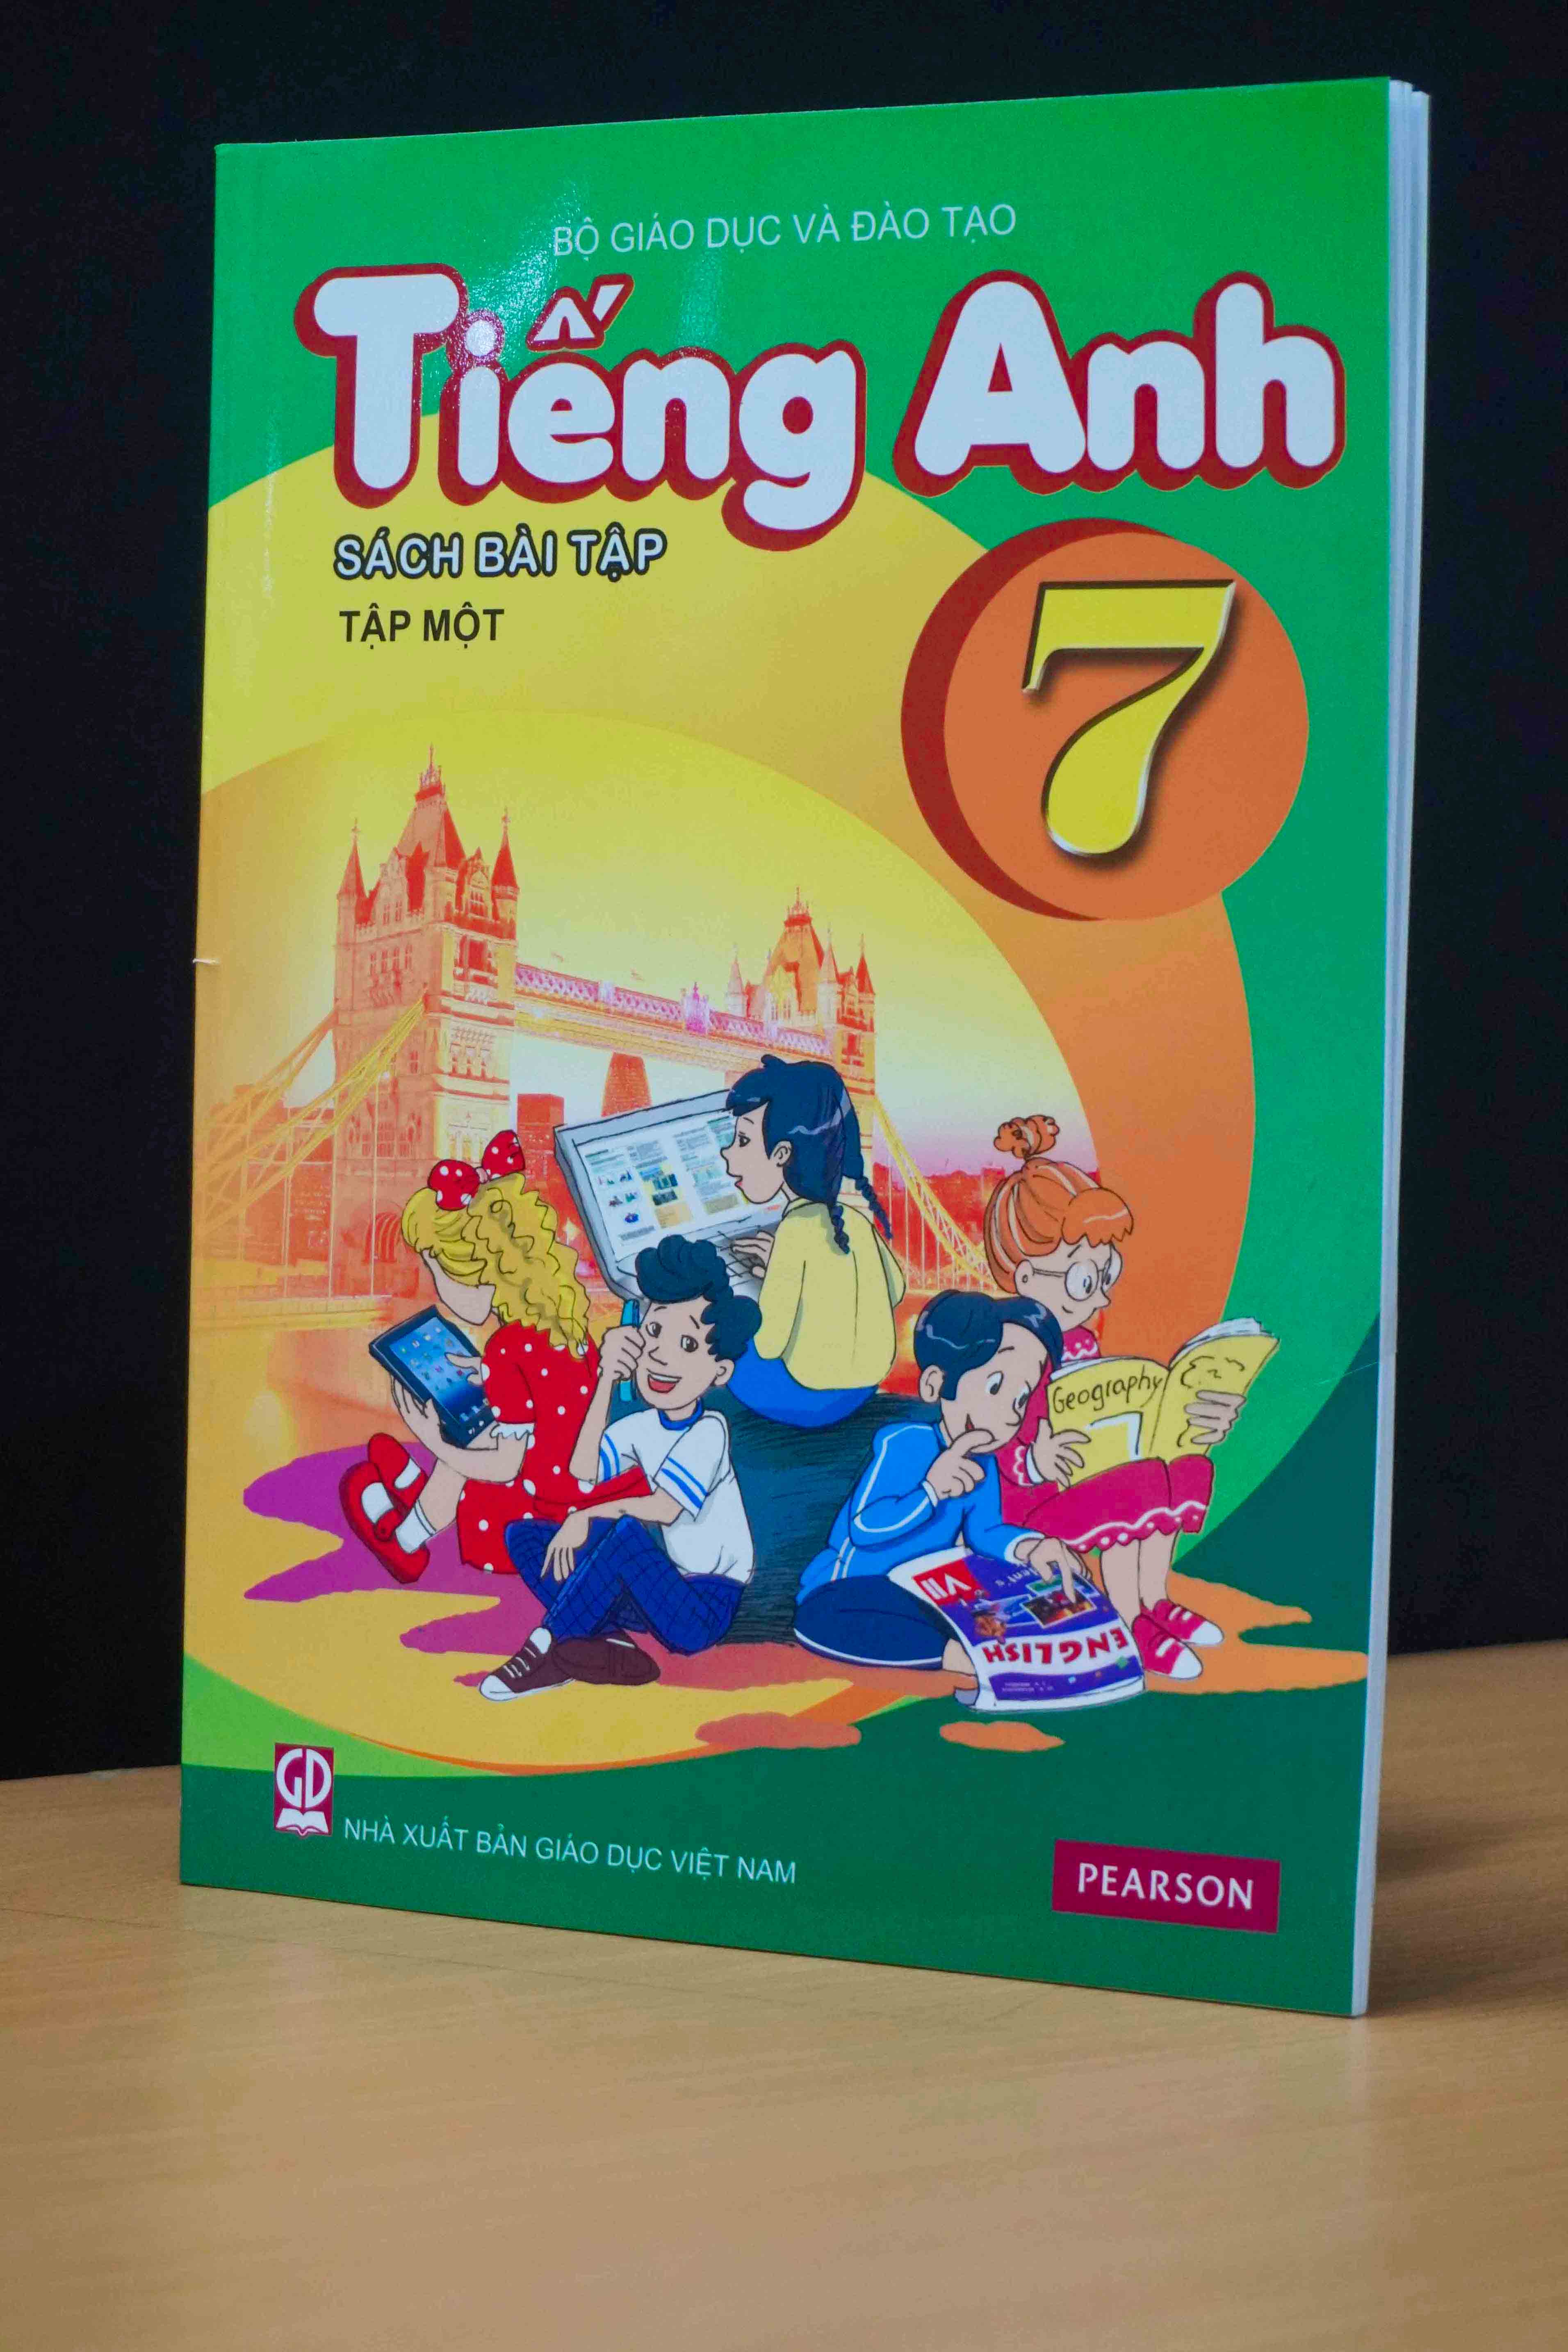 BỘ GIÁO DỤC VÀ ĐÀO TẠO
Tiếng Anh
SÁCH BÀI TẬP
TẬP MỘT
7
Geography
VII
ENGLISH
GD
NHÀ XUẤT BẢN GIÁO DỤC VIỆT NAM
PEARSON